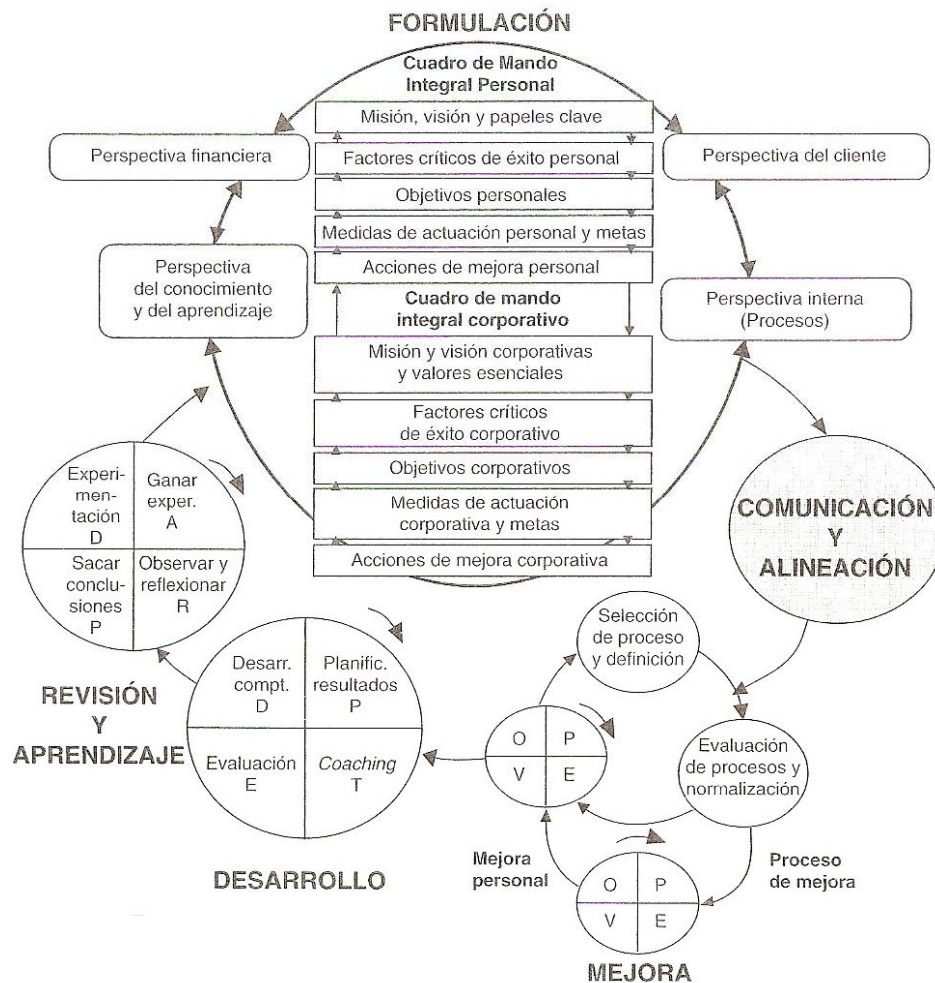 FORMULACIÓN
Cuadro de Mando
Integral Personal
Misión, visión y papeles clave
Perspectiva financiera
Factores críticos de éxito personal
Perspectiva del cliente
Objetivos personales
Medidas de actuación personal y metas
Perspectiva
del conocimiento
y del aprendizaje
Acciones de mejora personal
Cuadro de mando
integral corporativo
Perspectiva interna
(Procesos)
Misión y visión corporativas
y valores esenciales
Factores críticos
de éxito corporativo
Objetivos corporativos
Medidas de actuación
corporativa y metas
Acciones de mejora corporativa
Experi-
men-
tación
D
Ganar
exper.
A
Sacar
conclu-
siones
P
Observar y
reflexionar
R
COMUNICACIÓN
Y
ALINEACIÓN
Selección
de proceso
y definición
REVISIÓN
Y
APRENDIZAJE
Desarr.
compt.
D
Planific.
resultados
P
Evaluación
E
Coaching
T
O
P
V
E
Evaluación
de procesos y
normalización
DESARROLLO
Mejora
personal
Proceso
de mejora
O
P
V
E
MEJORA